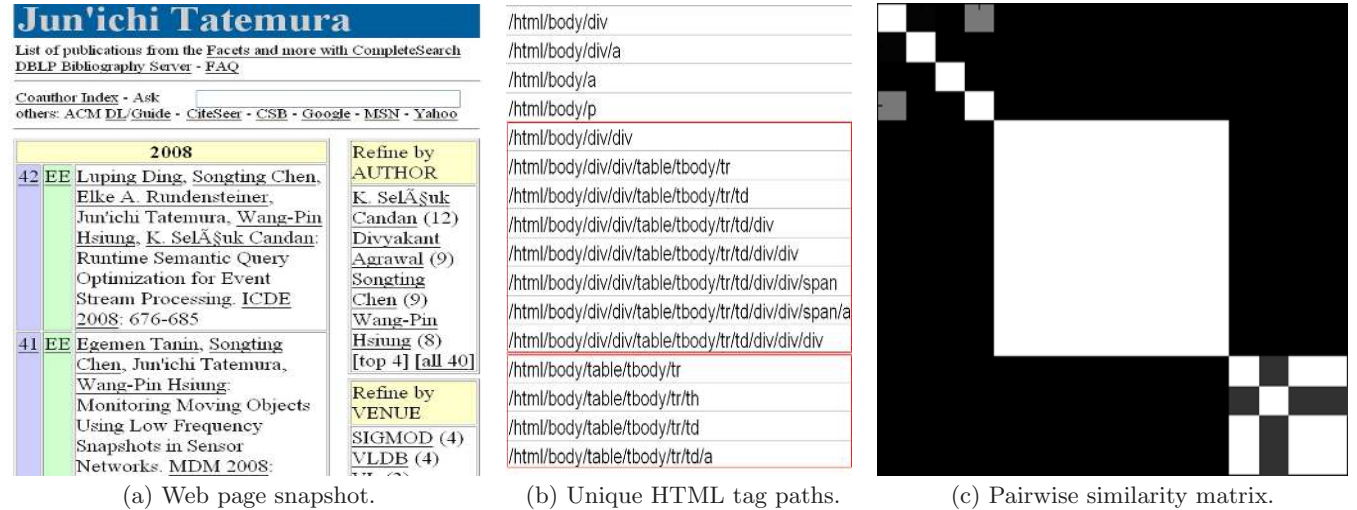 Jun'ichi Tatemura
List of publications from the Facets and more with CompleteSearch
DBLP Bibliography Server - FAQ
Coauthor Index - Ask
others: ACM DL/Guide - CiteSeer - CSB - Google - MSN - Yahoo
2008
42 EE Luping Ding, Songting Chen,
Elke A. Rundensteiner,
Jun'ichi Tatemura, Wang-Pin
Hsiung, K. SelÃ§uk Candan:
Runtime Semantic Query
Optimization for Event
Stream Processing. ICDE
2008: 676-685
41 EE Egemen Tanin, Songting
Chen, Jun'ichi Tatemura,
Wang-Pin Hsiung:
Monitoring Moving Objects
Using Low Frequency
Snapshots in Sensor
Networks. MDM 2008:
Refine by
AUTHOR
K. SelÃ§uk
Candan (12)
Divyakant
Agrawal (9)
Songting
Chen (9)
Wang-Pin
Hsiung (8)
[top 4] [all 40]
Refine by
VENUE
SIGMOD (4)
VLDB (4)
(a) Web page snapshot.
/html/body/div
/html/body/div/a
/html/body/a
/html/body/p
/html/body/div/div
/html/body/div/div/table/tbody/tr
/html/body/div/div/table/tbody/tr/td
/html/body/div/div/table/tbody/tr/td/div
/html/body/div/div/table/tbody/tr/td/div/div
/html/body/div/div/table/tbody/tr/td/div/div/span
/html/body/div/div/table/tbody/tr/td/div/div/span/a
/html/body/div/div/table/tbody/tr/td/div/div/div
/html/body/table/tbody/tr
/html/body/table/tbody/tr/th
/html/body/table/tbody/tr/td
/html/body/table/tbody/tr/td/a
(b) Unique HTML tag paths.
(c) Pairwise similarity matrix.